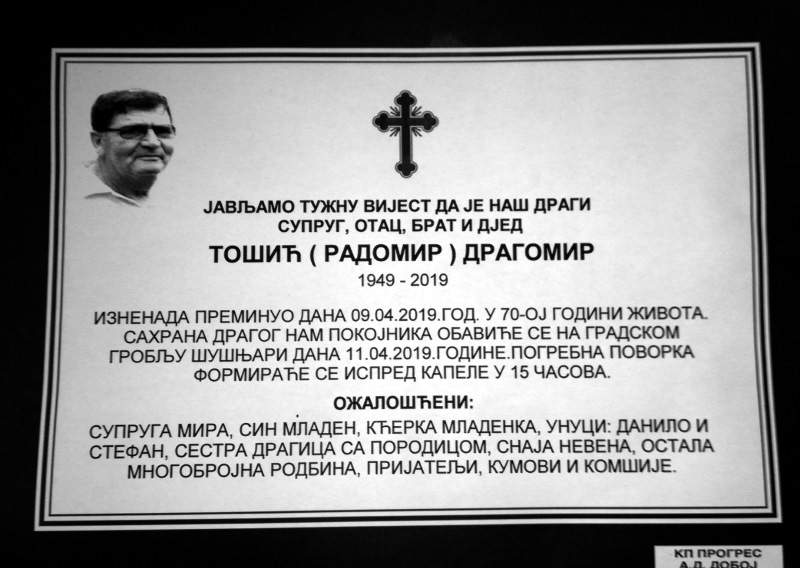 ЈАВЉАМО ТУЖНУ ВИЈЕСТ ДА ЈЕ НАШ ДРАГИ
СУПРУГ, ОТАЦ, БРАТ И ДЈЕД
ТОШИЋ ( РАДОМИР ) ДРАГОМИР
1949 - 2019
ИЗНЕНАДА ПРЕМИНУО ДАНА 09.04.2019.ГОД. У 70-ОЈ ГОДИНИ ЖИВОТА.
САХРАНА ДРАГОГ НАМ ПОКОЈНИКА ОБАВИЋЕ СЕ НА ГРАДСКОМ
ГРОБЉУ ШУШЊАРИ ДАНА 11.04.2019.ГОДИНЕ.ПОГРЕБНА ПОВОРКА
ФОРМИРАЋЕ СЕ ИСПРЕД КАПЕЛЕ У 15 ЧАСОВА.
ОЖАЛОШЋЕНИ:
СУПРУГА МИРА, СИН МЛАДЕН, КЋЕРКА МЛАДЕНКА, УНУЦИ: ДАНИЛО И
СТЕФАН, СЕСТРА ДРАГИЦА СА ПОРОДИЦОМ, СНАЈА НЕВЕНА, ОСТАЛА
МНОГОБРОЈНА РОДБИНА, ПРИЈАТЕЉИ, КУМОВИ И КОМШИЈЕ.
КП ПРОГРЕС
А.Д. ДОБОЈ